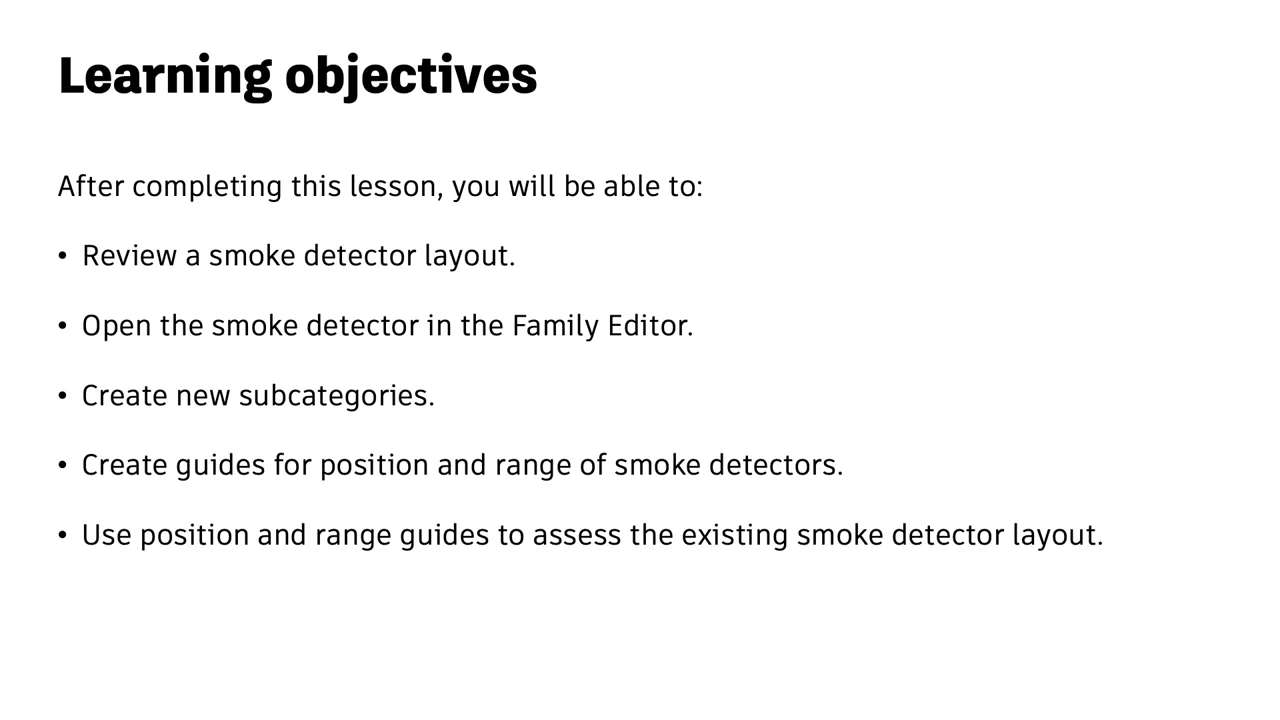 Learning objectives
After completing this lesson, you will be able to:
• Review a smoke detector layout.
• Open the smoke detector in the Family Editor.
• Create new subcategories.
• Create guides for position and range of smoke detectors.
• Use position and range guides to assess the existing smoke detector layout.